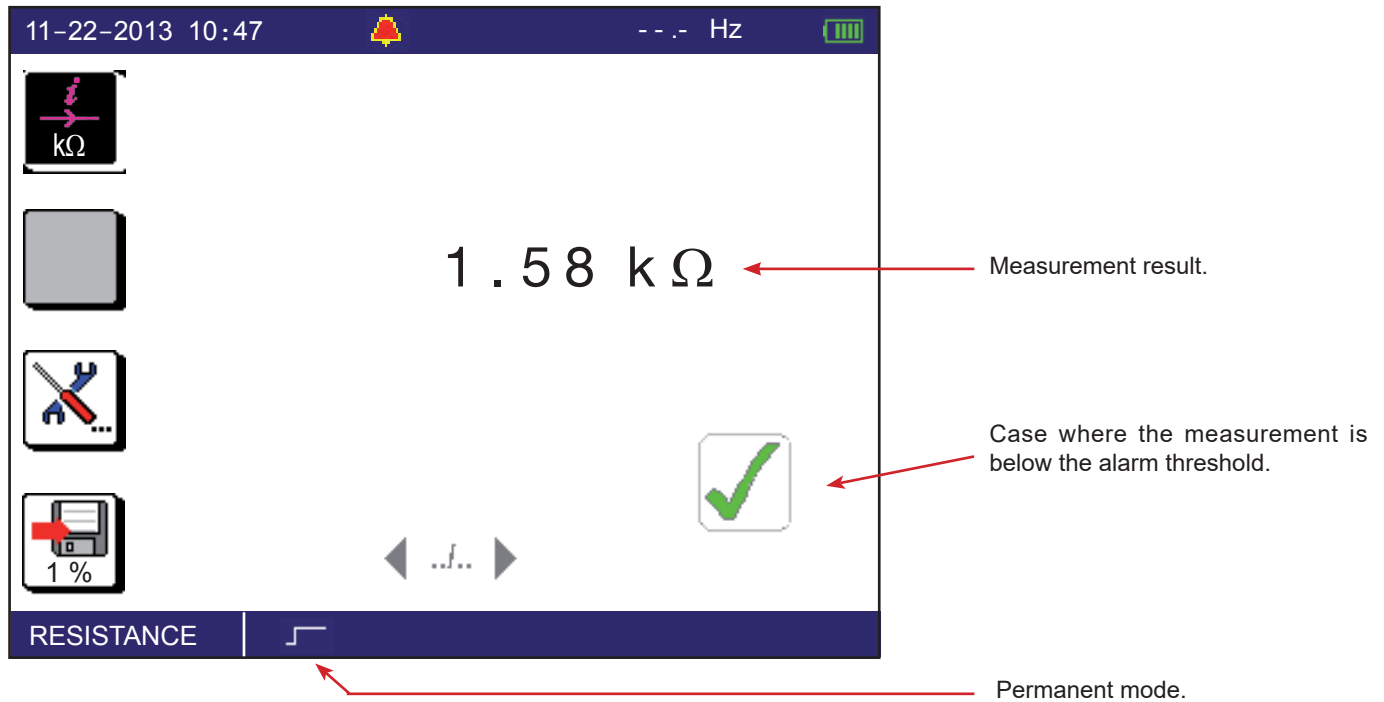 11-22-2013 10:47 --.- Hz
i
kΩ
1.58 kΩ
Measurement result.
...
Case where the measurement is
below the alarm threshold.
1 %
../..
RESISTANCE
Permanent mode.